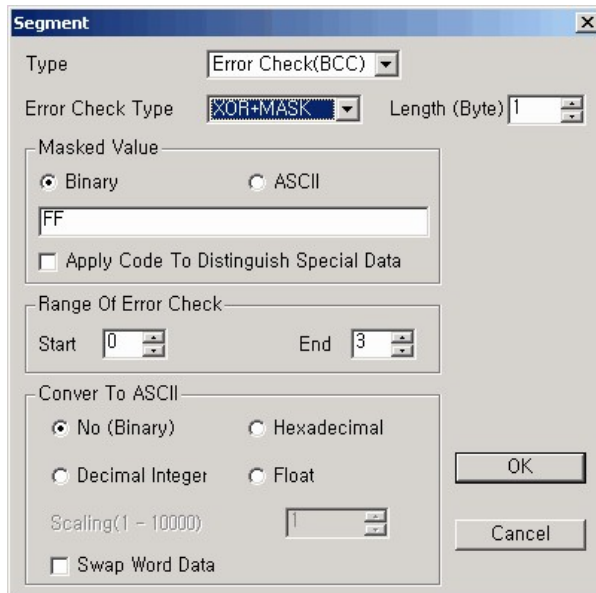 Segment
Type Error Check(BCC)
Error Check Type XOR+MASK Length (Byte) 1
Masked Value
Binary ASCII
FF
Apply Code To Distinguish Special Data
Range Of Error Check
Start 0 End 3
Conver To ASCII
No (Binary) Hexadecimal
Decimal Integer Float
OK
Scaling(1 - 10000) 1
Cancel
Swap Word Data